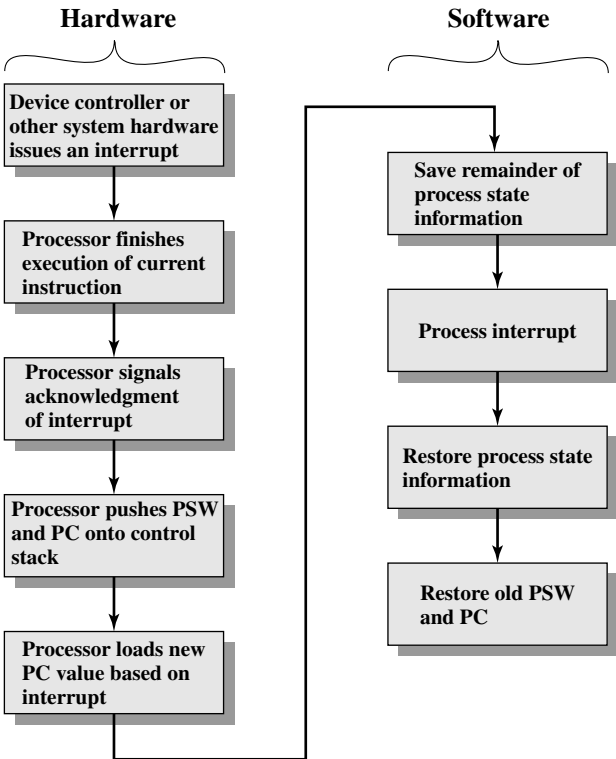 Hardware
Device controller or
other system hardware
issues an interrupt
Processor finishes
execution of current
instruction
Processor signals
acknowledgment
of interrupt
Processor pushes PSW
and PC onto control
stack
Processor loads new
PC value based on
interrupt
Software
Save remainder of
process state
information
Process interrupt
Restore process state
information
Restore old PSW
and PC